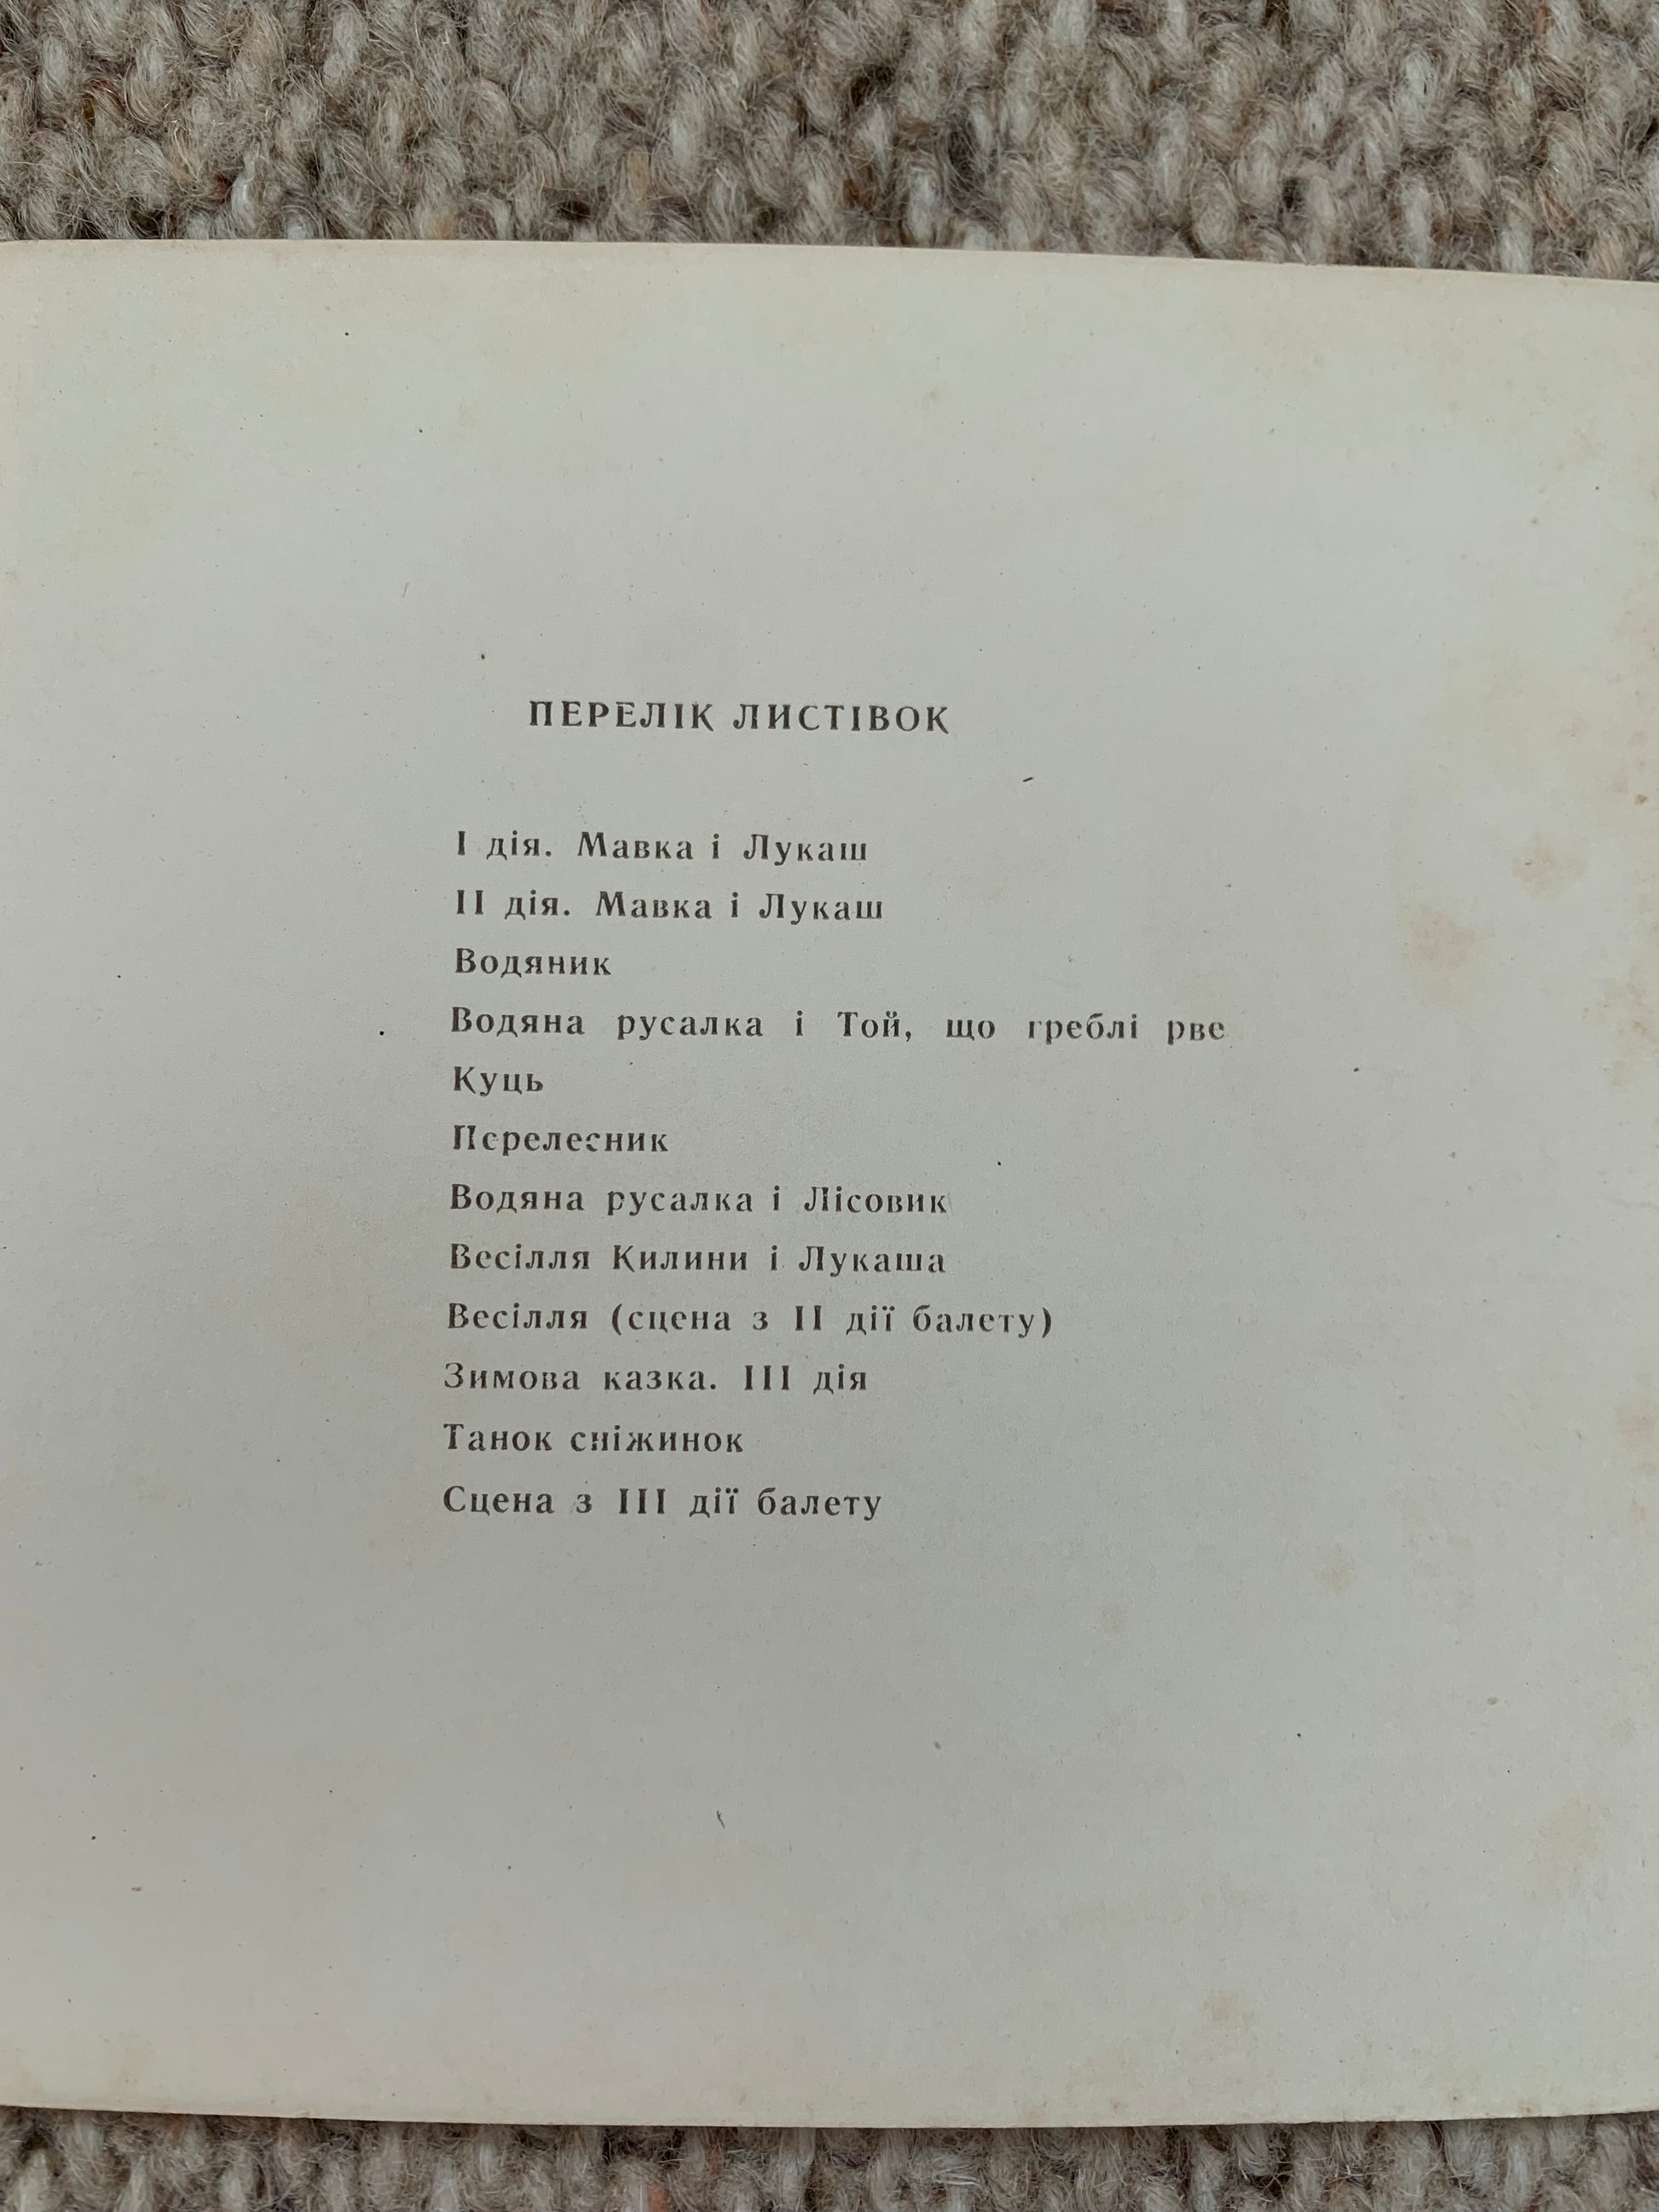 ПЕРЕЛІК ЛИСТІВОК
І дія. Мавка і Лукаш
ІІ дія. Мавка і Лукаш
Водяник
Водяна русалка і Той, що греблі рве
Куць
Перелесник
Водяна русалка і Лісовик
Весілля Килини і Лукаша
Весілля (сцена з ІІ дії балету)
Зимова казка. ІІІ дія
Танок сніжинок
Сцена з ІІІ дії балету